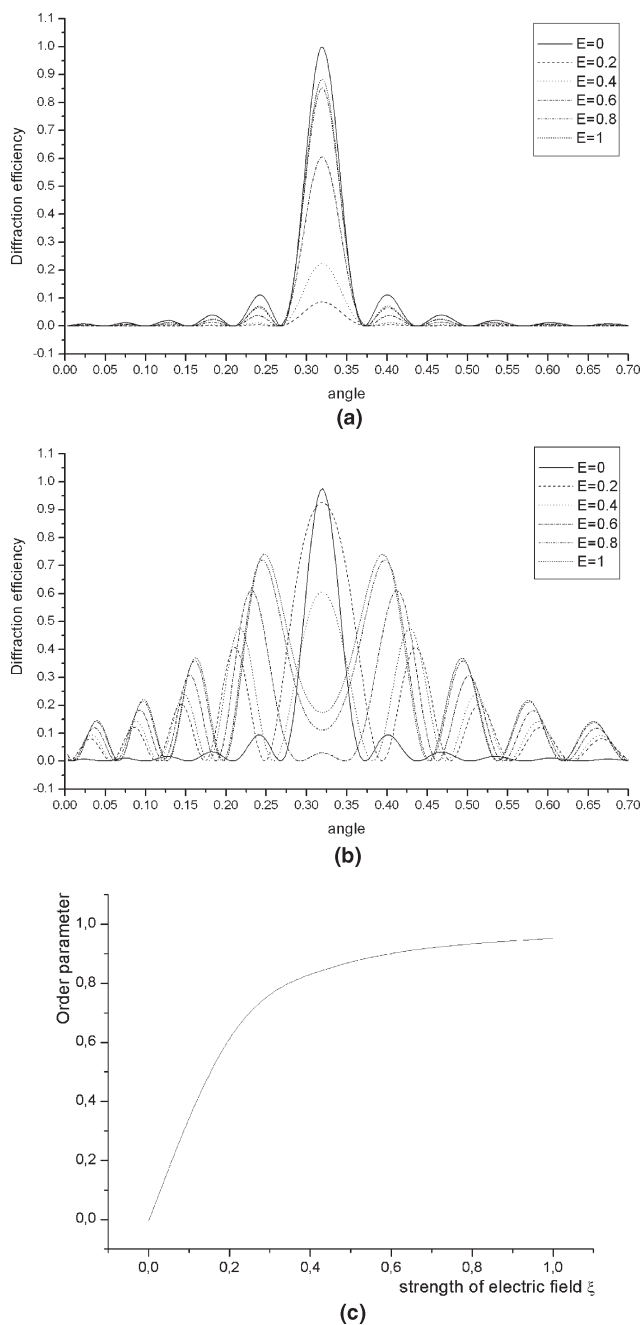 E=0
E=0.2
E=0.4
E=0.6
E=0.8
E=1
Diffraction efficiency
1.1
1.0
0.9
0.8
0.7
0.6
0.5
0.4
0.3
0.2
0.1
0.0
-0.1
0.00 0.05 0.10 0.15 0.20 0.25 0.30 0.35 0.40 0.45 0.50 0.55 0.60 0.65 0.70
angle
(a)
E=0
E=0.2
E=0.4
E=0.6
E=0.8
E=1
Diffraction efficiency
1.1
1.0
0.9
0.8
0.7
0.6
0.5
0.4
0.3
0.2
0.1
0.0
-0.1
0.00 0.05 0.10 0.15 0.20 0.25 0.30 0.35 0.40 0.45 0.50 0.55 0.60 0.65 0.70
angle
(b)
Order parameter
1,0
0,8
0,6
0,4
0,2
0,0
0,0 0,2 0,4 0,6 0,8 1,0
strength of electric field ξ
(c)